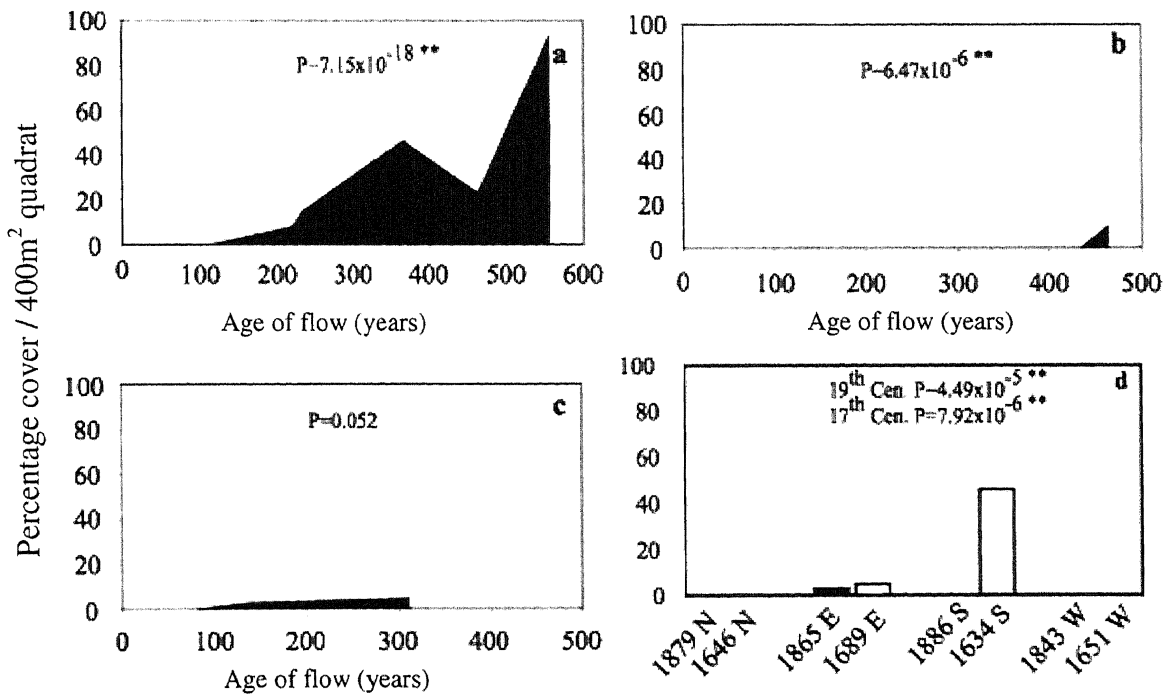 Percentage cover / 400m² quadrat
100
80
60
40
20
0
P=7.15x10⁻¹⁸ **
a
0 100 200 300 400 500 600
Age of flow (years)
100
80
60
40
20
0
P=6.47x10⁻⁶ **
b
0 100 200 300 400 500
Age of flow (years)
100
80
60
40
20
0
P=0.052
c
0 100 200 300 400 500
Age of flow (years)
100
80
60
40
20
0
19th Cen. P=4.49x10⁻⁵ **
17th Cen. P=7.92x10⁻⁶ **
d
1879 N 1646 N 1865 E 1689 E 1886 S 1634 S 1843 W 1651 W